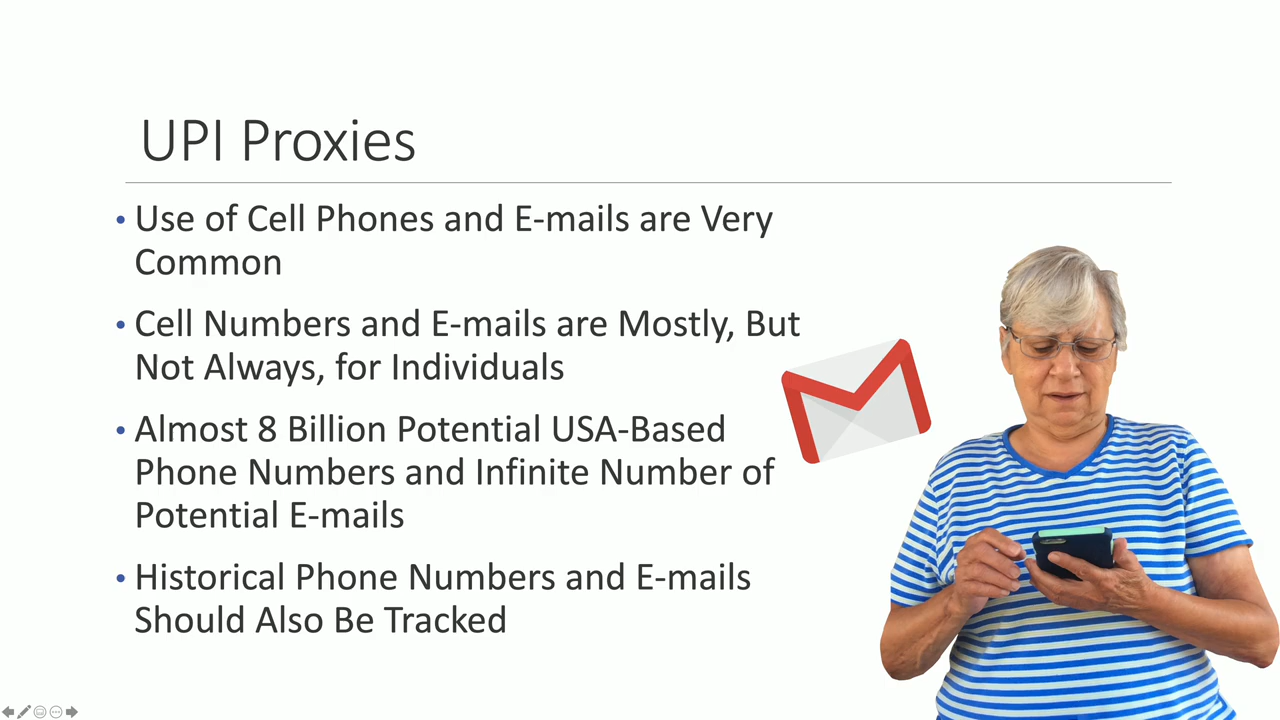 UPI Proxies
• Use of Cell Phones and E-mails are Very
Common
• Cell Numbers and E-mails are Mostly, But
Not Always, for Individuals
• Almost 8 Billion Potential USA-Based
Phone Numbers and Infinite Number of
Potential E-mails
• Historical Phone Numbers and E-mails
Should Also Be Tracked